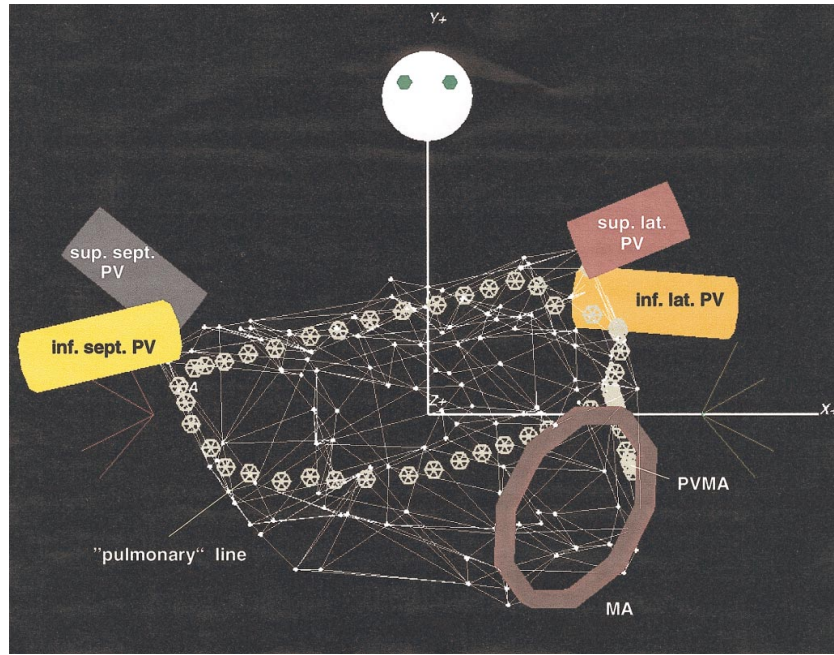 Y+
sup. sept.
PV
sup. lat.
PV
inf. sept. PV
inf. lat. PV
A
Z+
X+
PVMA
"pulmonary“ line
MA